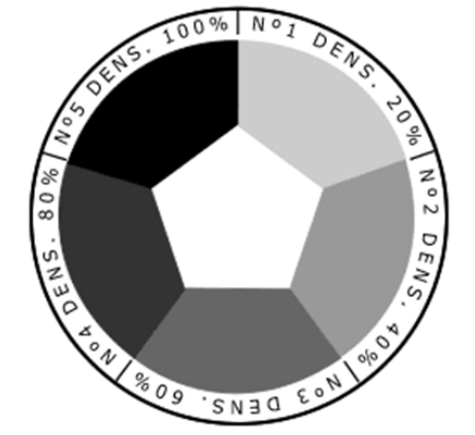 Nº1 DENS. 20%
Nº2 DENS. 40%
Nº3 DENS. 60%
Nº4 DENS. 80%
Nº5 DENS. 100%